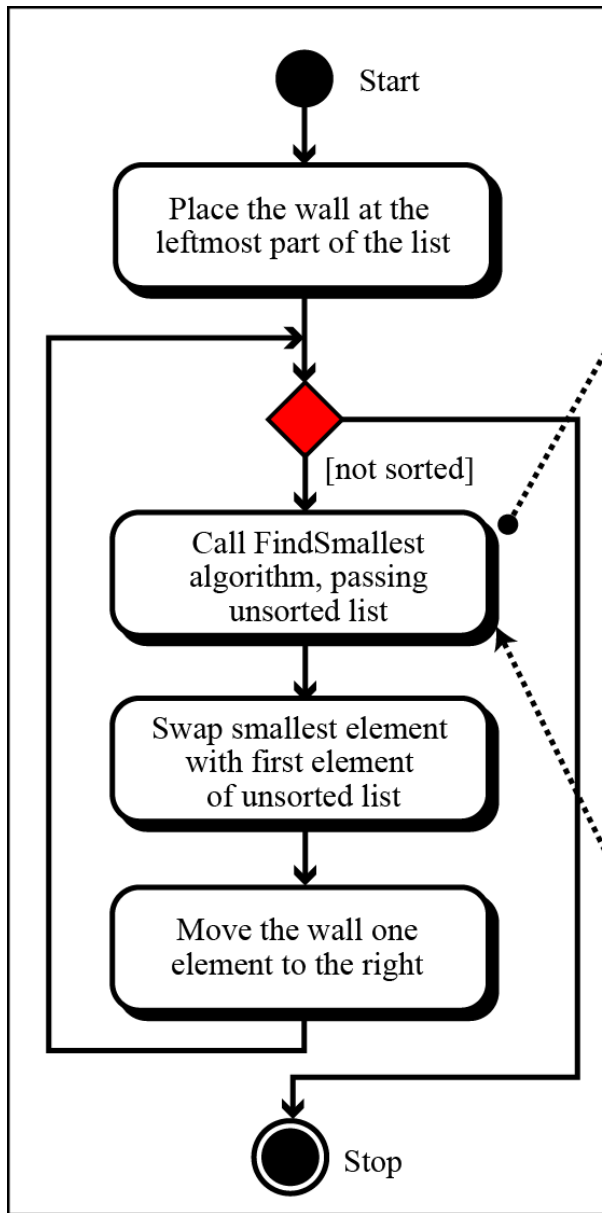 Start
Place the wall at the
leftmost part of the list
[not sorted]
Call FindSmallest
algorithm, passing
unsorted list
Swap smallest element
with first element
of unsorted list
Move the wall one
element to the right
Stop